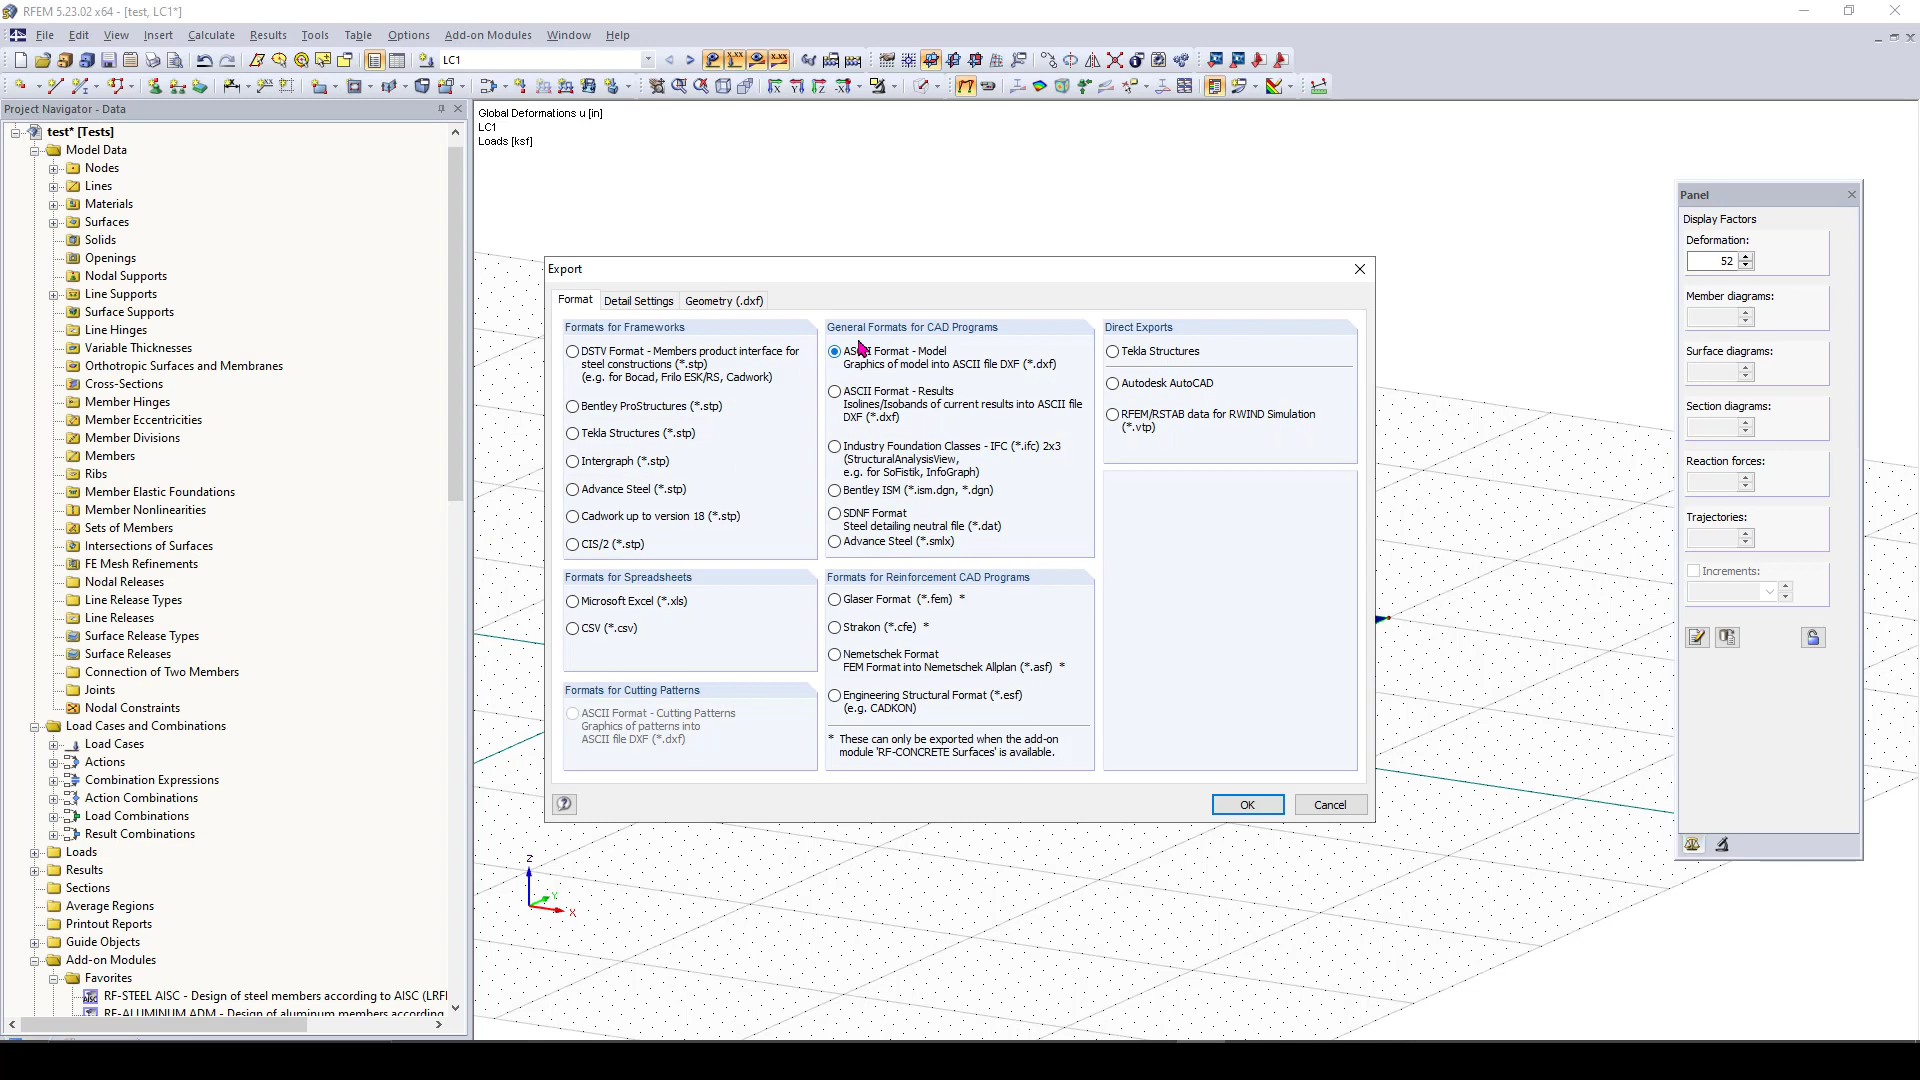 RFEM 5.23.02 x64 - [test, LC1*]
File Edit View Insert Calculate Results Tools Table Options Add-on Modules Window Help
LC1
Project Navigator - Data
test* [Tests]
Model Data
Nodes
Lines
Materials
Surfaces
Solids
Openings
Nodal Supports
Line Supports
Surface Supports
Line Hinges
Variable Thicknesses
Orthotropic Surfaces and Membranes
Cross-Sections
Member Hinges
Member Eccentricities
Member Divisions
Members
Ribs
Member Elastic Foundations
Member Nonlinearities
Sets of Members
Intersections of Surfaces
FE Mesh Refinements
Nodal Releases
Line Release Types
Line Releases
Surface Release Types
Surface Releases
Connection of Two Members
Joints
Nodal Constraints
Load Cases and Combinations
Load Cases
Actions
Combination Expressions
Action Combinations
Load Combinations
Result Combinations
Loads
Results
Sections
Average Regions
Printout Reports
Guide Objects
Add-on Modules
Favorites
RF-STEEL AISC - Design of steel members according to AISC (LRF
RF-ALUMINUM ADM - Design of aluminum members according
Global Deformations u [in]
LC1
Loads [ksf]
Export
Format Detail Settings Geometry (.dxf)
Formats for Frameworks
DSTV Format - Members product interface for
steel constructions (*.stp)
(e.g. for Bocad, Frilo ESK/RS, Cadwork)
Bentley ProStructures (*.stp)
Tekla Structures (*.stp)
Intergraph (*.stp)
Advance Steel (*.stp)
Cadwork up to version 18 (*.stp)
CIS/2 (*.stp)
Formats for Spreadsheets
Microsoft Excel (*.xls)
CSV (*.csv)
Formats for Cutting Patterns
ASCII Format - Cutting Patterns
Graphics of patterns into
ASCII file DXF (*.dxf)
General Formats for CAD Programs
ASCII Format - Model
Graphics of model into ASCII file DXF (*.dxf)
ASCII Format - Results
Isolines/Isobands of current results into ASCII file
DXF (*.dxf)
Industry Foundation Classes - IFC (*.ifc) 2x3
(StructuralAnalysisView,
e.g. for SoFistik, InfoGraph)
Bentley ISM (*.ism.dgn, *.dgn)
SDNF Format
Steel detailing neutral file (*.dat)
Advance Steel (*.smlx)
Formats for Reinforcement CAD Programs
Glaser Format (*.fem) *
Strakon (*.cfe) *
Nemetschek Format
FEM Format into Nemetschek Allplan (*.asf) *
Engineering Structural Format (*.esf)
(e.g. CADKON)
* These can only be exported when the add-on
module 'RF-CONCRETE Surfaces' is available.
Direct Exports
Tekla Structures
Autodesk AutoCAD
RFEM/RSTAB data for RWIND Simulation
(*.vtp)
OK
Cancel
Z
Y
X
Panel
Display Factors
Deformation:
52
Member diagrams:
Surface diagrams:
Section diagrams:
Reaction forces:
Trajectories:
Increments: